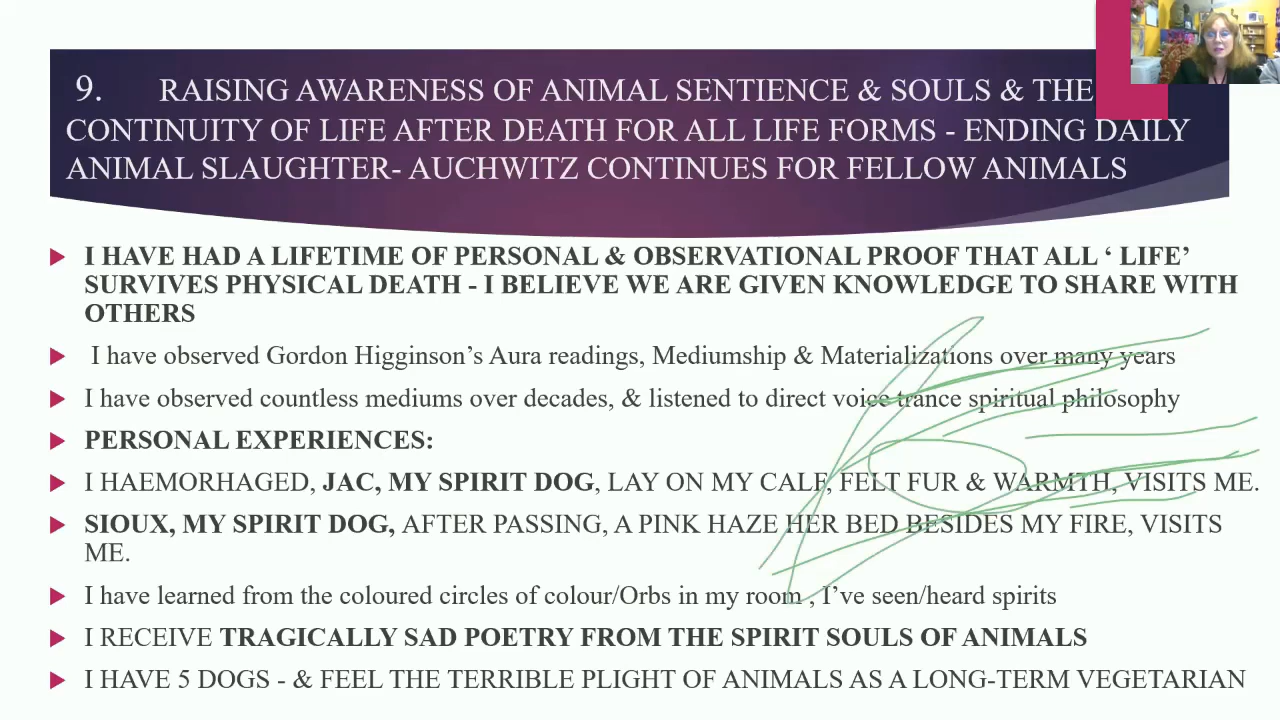 9. RAISING AWARENESS OF ANIMAL SENTIENCE & SOULS & THE
CONTINUITY OF LIFE AFTER DEATH FOR ALL LIFE FORMS - ENDING DAILY
ANIMAL SLAUGHTER- AUCHWITZ CONTINUES FOR FELLOW ANIMALS
I HAVE HAD A LIFETIME OF PERSONAL & OBSERVATIONAL PROOF THAT ALL ‘ LIFE’
SURVIVES PHYSICAL DEATH - I BELIEVE WE ARE GIVEN KNOWLEDGE TO SHARE WITH
OTHERS
I have observed Gordon Higginson’s Aura readings, Mediumship & Materializations over many years
I have observed countless mediums over decades, & listened to direct voice trance spiritual philosophy
PERSONAL EXPERIENCES:
I HAEMORHAGED, JAC, MY SPIRIT DOG, LAY ON MY CALF, FELT FUR & WARMTH, VISITS ME.
SIOUX, MY SPIRIT DOG, AFTER PASSING, A PINK HAZE HER BED BESIDES MY FIRE, VISITS
ME.
I have learned from the coloured circles of colour/Orbs in my room , I’ve seen/heard spirits
I RECEIVE TRAGICALLY SAD POETRY FROM THE SPIRIT SOULS OF ANIMALS
I HAVE 5 DOGS - & FEEL THE TERRIBLE PLIGHT OF ANIMALS AS A LONG-TERM VEGETARIAN